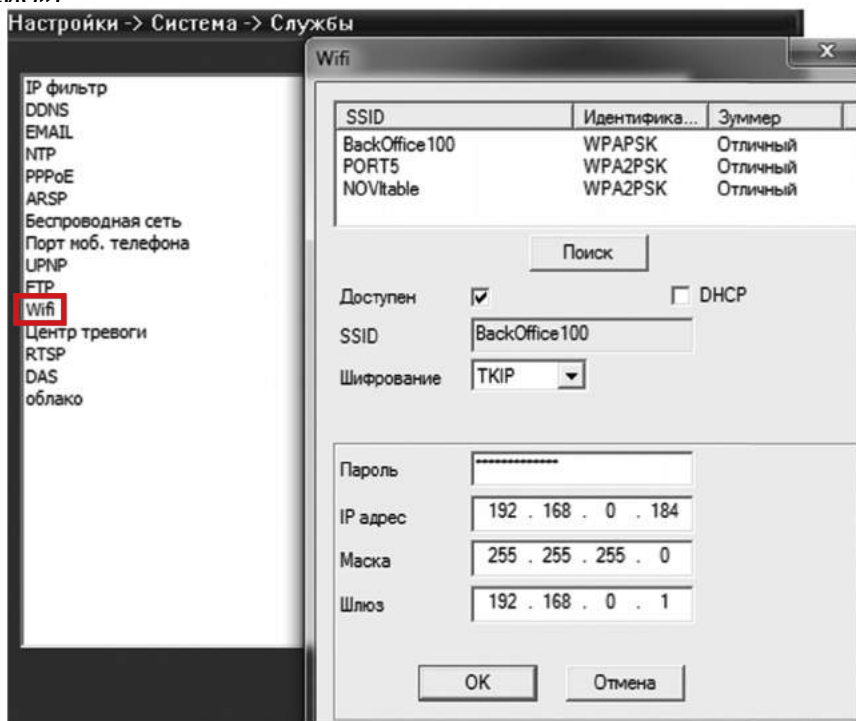 Настройки -> Система -> Службы
IP фильтр
DDNS
EMAIL
NTP
PPPoE
ARSP
Беспроводная сеть
Порт моб. телефона
UPNP
FTP
Wifi
Центр тревоги
RTSP
DAS
облако
Wifi
SSID Идентифика... Зуммер
BackOffice100 WPAPSK Отличный
PORT5 WPA2PSK Отличный
NOVItable WPA2PSK Отличный
Поиск
Доступен DHCP
SSID BackOffice100
Шифрование TKIP
Пароль *************
IP адрес 192 . 168 . 0 . 184
Маска 255 . 255 . 255 . 0
Шлюз 192 . 168 . 0 . 1
OK Отмена